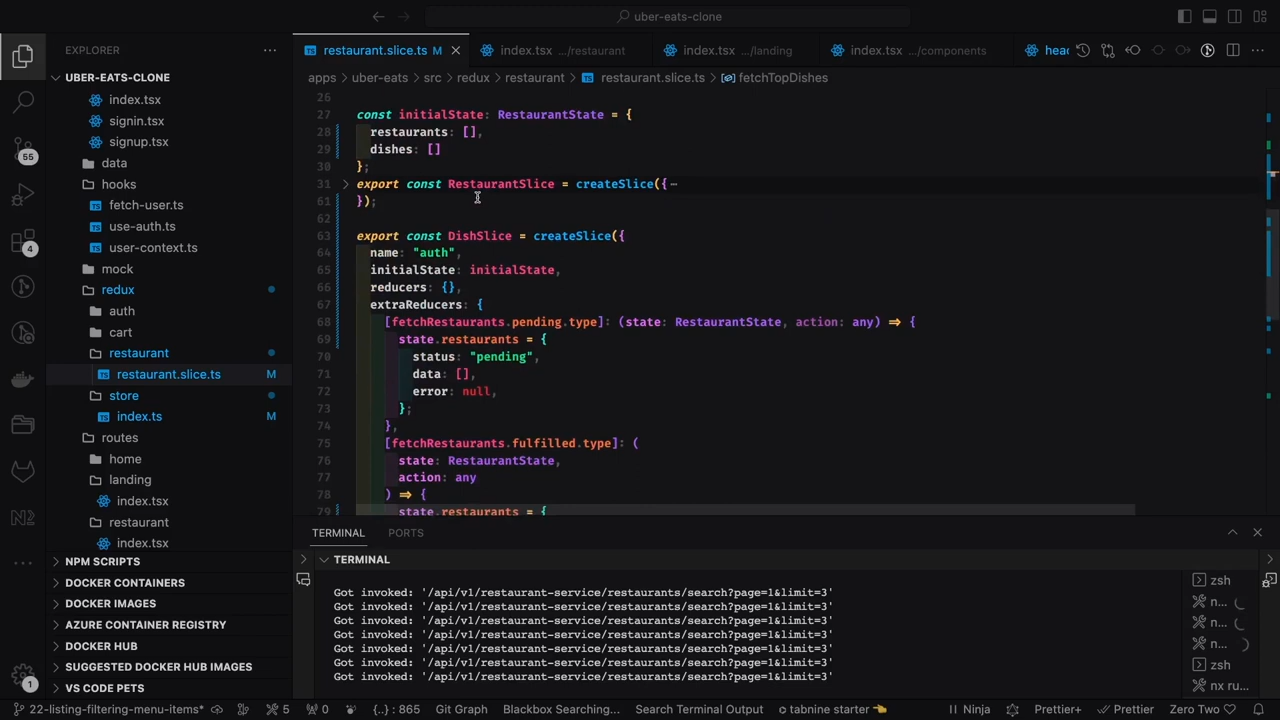 uber-eats-clone
EXPLORER
UBER-EATS-CLONE
index.tsx
signin.tsx
signup.tsx
data
hooks
fetch-user.ts
use-auth.ts
user-context.ts
mock
redux
auth
cart
restaurant
restaurant.slice.ts M
store
index.ts M
routes
home
landing
index.tsx
restaurant
index.tsx
NPM SCRIPTS
DOCKER CONTAINERS
DOCKER IMAGES
AZURE CONTAINER REGISTRY
DOCKER HUB
SUGGESTED DOCKER HUB IMAGES
VS CODE PETS
55
4
1
restaurant.slice.ts M
index.tsx .../restaurant
index.tsx .../landing
index.tsx .../components
head
apps > uber-eats > src > redux > restaurant > restaurant.slice.ts > fetchTopDishes
26
27 const initialState: RestaurantState = {
28 restaurants: [],
29 dishes: []
30 };
31 export const RestaurantSlice = createSlice({ ⋯
61 });
62
63 export const DishSlice = createSlice({
64 name: "auth",
65 initialState: initialState,
66 reducers: {},
67 extraReducers: {
68 [fetchRestaurants.pending.type]: (state: RestaurantState, action: any) => {
69 state.restaurants = {
70 status: "pending",
71 data: [],
72 error: null,
73 };
74 },
75 [fetchRestaurants.fulfilled.type]: (
76 state: RestaurantState,
77 action: any
78 ) => {
79 state.restaurants = {
TERMINAL PORTS
TERMINAL
Got invoked: '/api/v1/restaurant-service/restaurants/search?page=1&limit=3'
Got invoked: '/api/v1/restaurant-service/restaurants/search?page=1&limit=3'
Got invoked: '/api/v1/restaurant-service/restaurants/search?page=1&limit=3'
Got invoked: '/api/v1/restaurant-service/restaurants/search?page=1&limit=3'
Got invoked: '/api/v1/restaurant-service/restaurants/search?page=1&limit=3'
Got invoked: '/api/v1/restaurant-service/restaurants/search?page=1&limit=3'
Got invoked: '/api/v1/restaurant-service/restaurants/search?page=1&limit=3'
zsh
n...
n...
n...
zsh
nx ru...
22-listing-filtering-menu-items* 5 0 {..} : 865 Git Graph Blackbox Searching... Search Terminal Output tabnine starter Ninja Prettier+ Prettier Zero Two